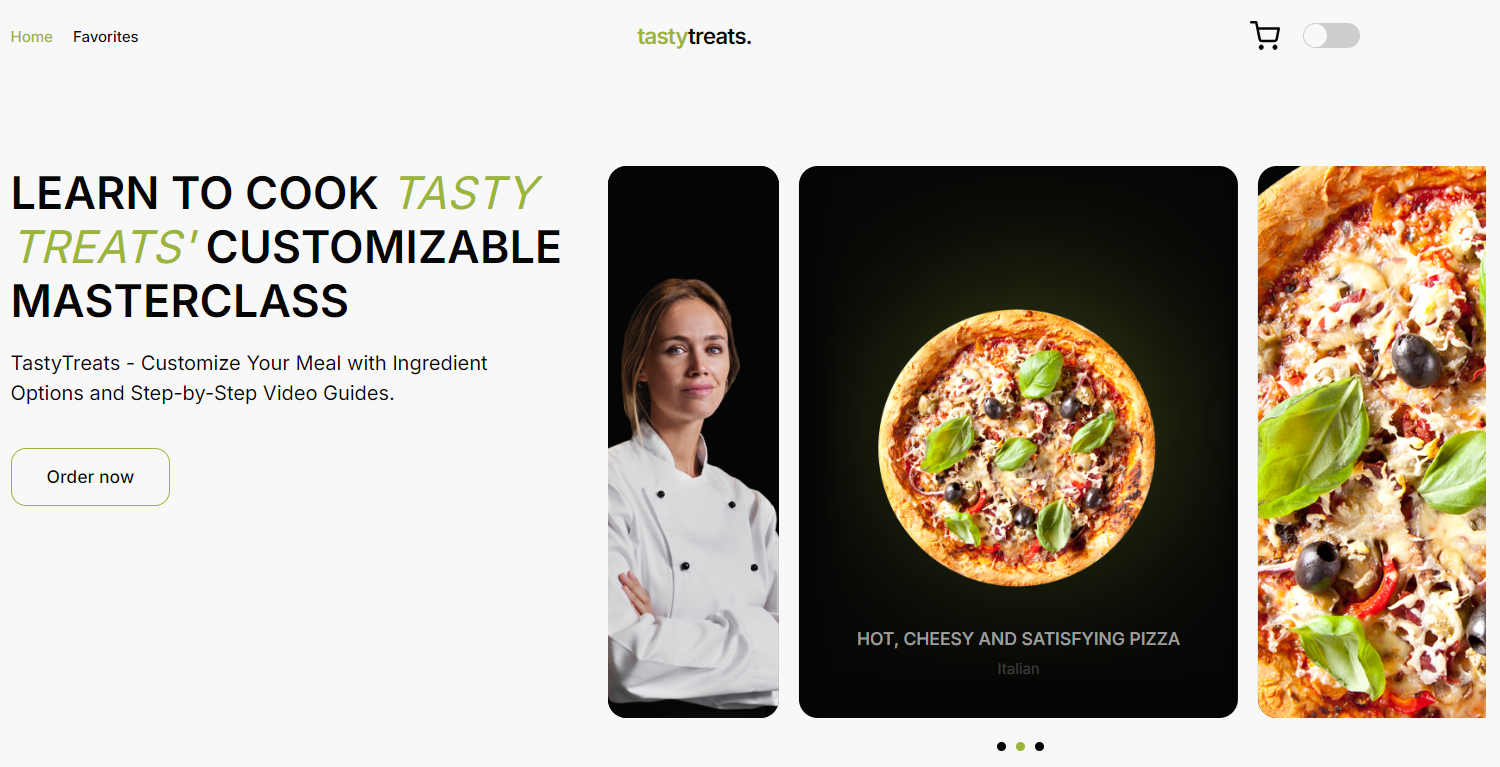 Home Favorites tastytreats.
LEARN TO COOK TASTY
TREATS' CUSTOMIZABLE
MASTERCLASS
TastyTreats - Customize Your Meal with Ingredient
Options and Step-by-Step Video Guides.
Order now
HOT, CHEESY AND SATISFYING PIZZA
Italian